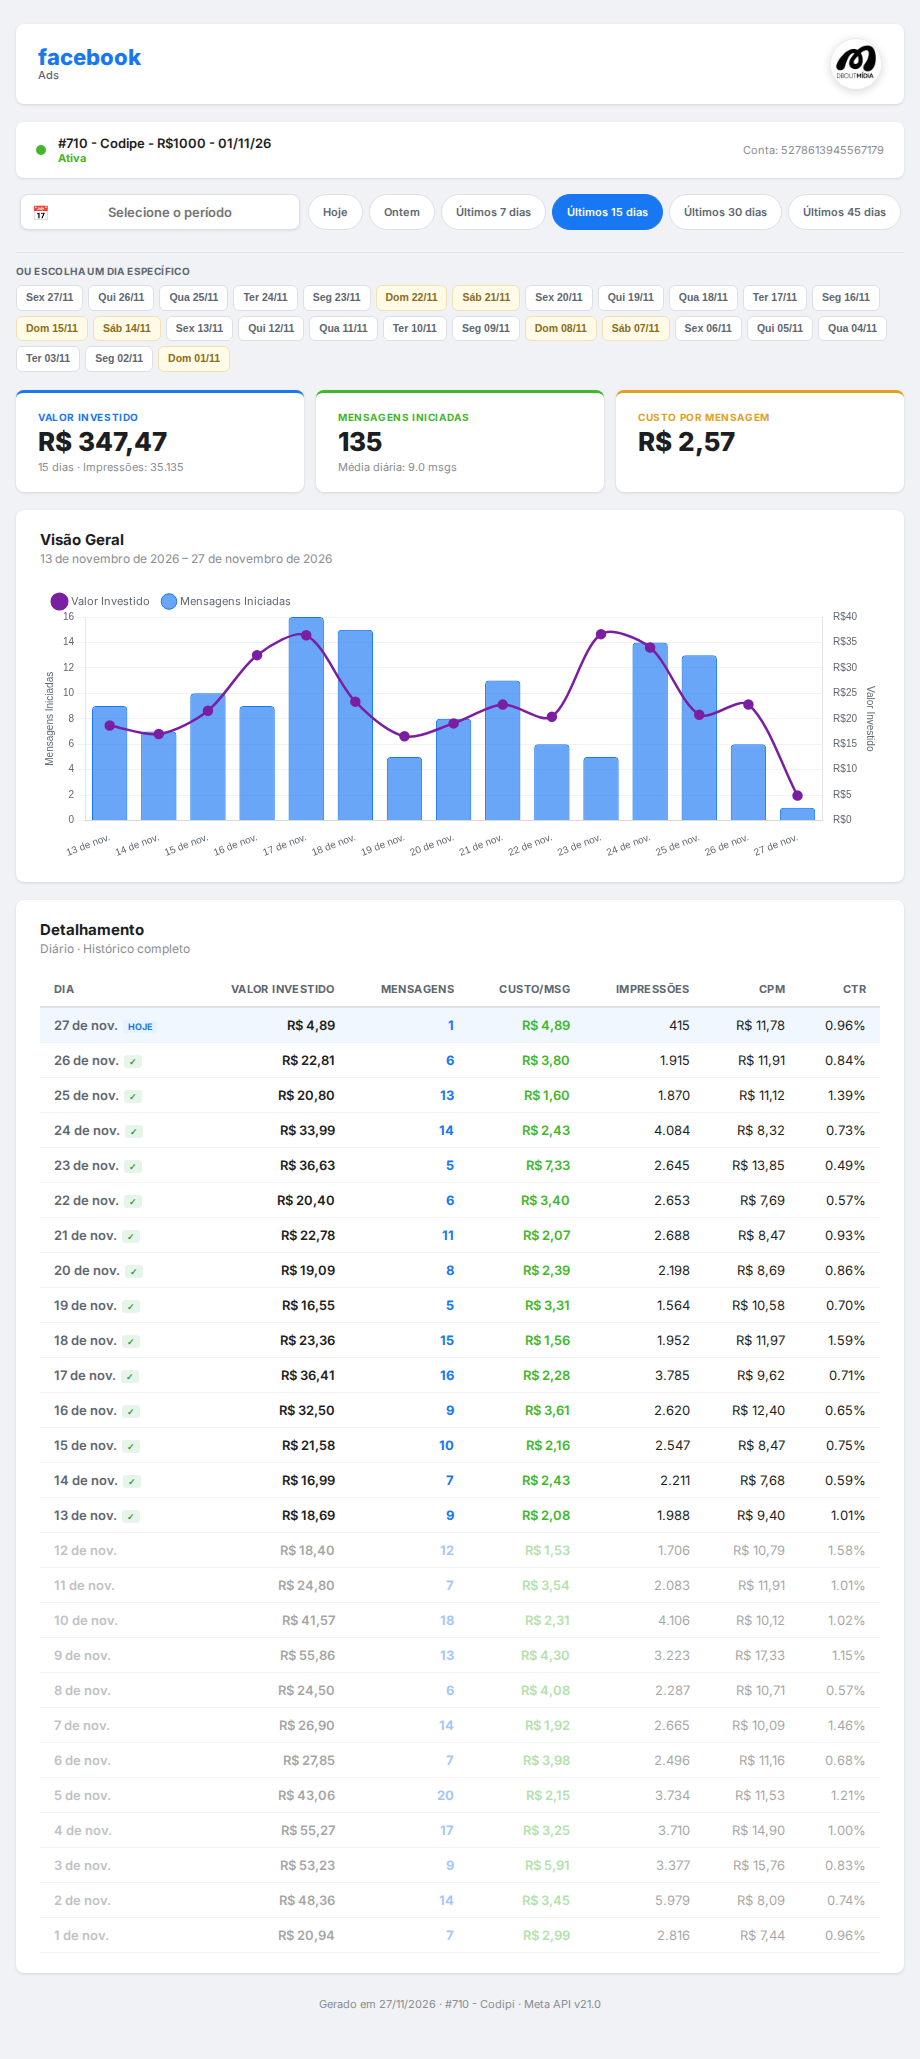 facebook
Ads
DBOUTMÍDIA
#710 - Codipe - R$1000 - 01/11/26
Ativa
Conta: 5278613945567179
📅 Selecione o período
Hoje
Ontem
Últimos 7 dias
Últimos 15 dias
Últimos 30 dias
Últimos 45 dias
OU ESCOLHA UM DIA ESPECÍFICO
Sex 27/11 Qui 26/11 Qua 25/11 Ter 24/11 Seg 23/11 Dom 22/11 Sáb 21/11 Sex 20/11 Qui 19/11 Qua 18/11 Ter 17/11 Seg 16/11
Dom 15/11 Sáb 14/11 Sex 13/11 Qui 12/11 Qua 11/11 Ter 10/11 Seg 09/11 Dom 08/11 Sáb 07/11 Sex 06/11 Qui 05/11 Qua 04/11
Ter 03/11 Seg 02/11 Dom 01/11
VALOR INVESTIDO
R$ 347,47
15 dias · Impressões: 35.135
MENSAGENS INICIADAS
135
Média diária: 9.0 msgs
CUSTO POR MENSAGEM
R$ 2,57
Visão Geral
13 de novembro de 2026 – 27 de novembro de 2026
Valor Investido Mensagens Iniciadas
Mensagens Iniciadas
16
14
12
10
8
6
4
2
0
R$40
R$35
R$30
R$25
R$20
R$15
R$10
R$5
R$0
Valor Investido
13 de nov. 14 de nov. 15 de nov. 16 de nov. 17 de nov. 18 de nov. 19 de nov. 20 de nov. 21 de nov. 22 de nov. 23 de nov. 24 de nov. 25 de nov. 26 de nov. 27 de nov.
Detalhamento
Diário · Histórico completo
DIA VALOR INVESTIDO MENSAGENS CUSTO/MSG IMPRESSÕES CPM CTR
27 de nov. HOJE R$ 4,89 1 R$ 4,89 415 R$ 11,78 0.96%
26 de nov. ✓ R$ 22,81 6 R$ 3,80 1.915 R$ 11,91 0.84%
25 de nov. ✓ R$ 20,80 13 R$ 1,60 1.870 R$ 11,12 1.39%
24 de nov. ✓ R$ 33,99 14 R$ 2,43 4.084 R$ 8,32 0.73%
23 de nov. ✓ R$ 36,63 5 R$ 7,33 2.645 R$ 13,85 0.49%
22 de nov. ✓ R$ 20,40 6 R$ 3,40 2.653 R$ 7,69 0.57%
21 de nov. ✓ R$ 22,78 11 R$ 2,07 2.688 R$ 8,47 0.93%
20 de nov. ✓ R$ 19,09 8 R$ 2,39 2.198 R$ 8,69 0.86%
19 de nov. ✓ R$ 16,55 5 R$ 3,31 1.564 R$ 10,58 0.70%
18 de nov. ✓ R$ 23,36 15 R$ 1,56 1.952 R$ 11,97 1.59%
17 de nov. ✓ R$ 36,41 16 R$ 2,28 3.785 R$ 9,62 0.71%
16 de nov. ✓ R$ 32,50 9 R$ 3,61 2.620 R$ 12,40 0.65%
15 de nov. ✓ R$ 21,58 10 R$ 2,16 2.547 R$ 8,47 0.75%
14 de nov. ✓ R$ 16,99 7 R$ 2,43 2.211 R$ 7,68 0.59%
13 de nov. ✓ R$ 18,69 9 R$ 2,08 1.988 R$ 9,40 1.01%
12 de nov. R$ 18,40 12 R$ 1,53 1.706 R$ 10,79 1.58%
11 de nov. R$ 24,80 7 R$ 3,54 2.083 R$ 11,91 1.01%
10 de nov. R$ 41,57 18 R$ 2,31 4.106 R$ 10,12 1.02%
9 de nov. R$ 55,86 13 R$ 4,30 3.223 R$ 17,33 1.15%
8 de nov. R$ 24,50 6 R$ 4,08 2.287 R$ 10,71 0.57%
7 de nov. R$ 26,90 14 R$ 1,92 2.665 R$ 10,09 1.46%
6 de nov. R$ 27,85 7 R$ 3,98 2.496 R$ 11,16 0.68%
5 de nov. R$ 43,06 20 R$ 2,15 3.734 R$ 11,53 1.21%
4 de nov. R$ 55,27 17 R$ 3,25 3.710 R$ 14,90 1.00%
3 de nov. R$ 53,23 9 R$ 5,91 3.377 R$ 15,76 0.83%
2 de nov. R$ 48,36 14 R$ 3,45 5.979 R$ 8,09 0.74%
1 de nov. R$ 20,94 7 R$ 2,99 2.816 R$ 7,44 0.96%
Gerado em 27/11/2026 · #710 - Codipi · Meta API v21.0